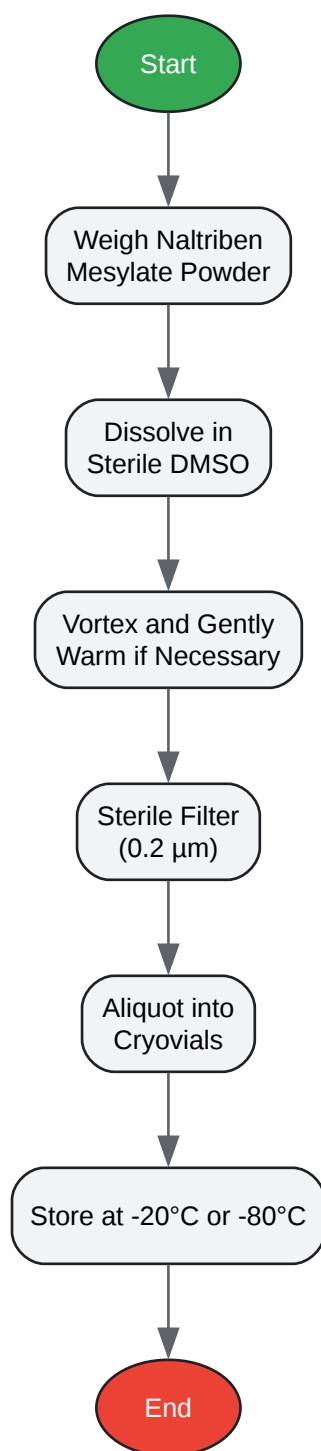 Start
Weigh Naltriben
Mesylate Powder
Dissolve in
Sterile DMSO
Vortex and Gently
Warm if Necessary
Sterile Filter
(0.2 µm)
Aliquot into
Cryovials
Store at -20°C or -80°C
End